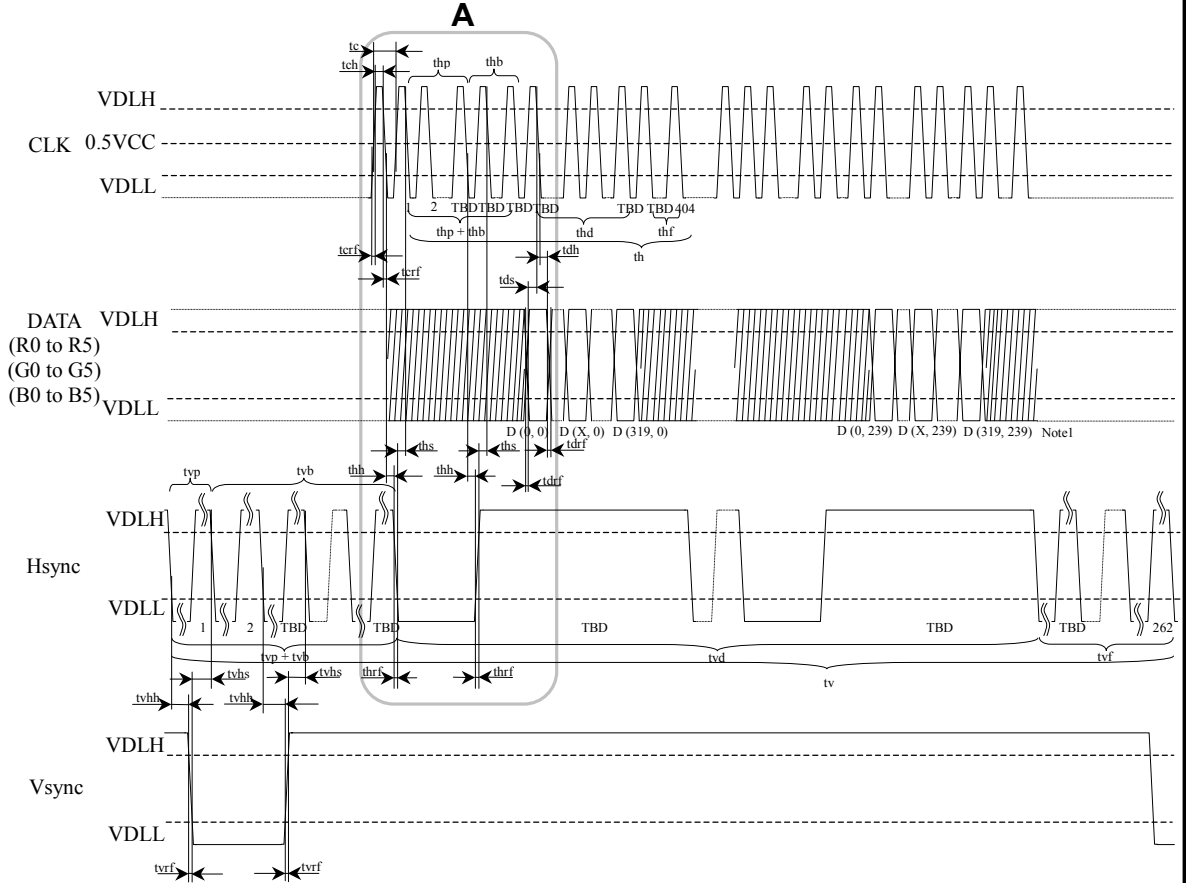 A
tc
tch
thp thb
VDLH
CLK 0.5VCC
VDLL
1 2 TBD TBD TBD TBD TBD TBD 404
thp + thb thd thf
th
tcrf tdh
tcrf
tds
DATA VDLH
(R0 to R5)
(G0 to G5)
(B0 to B5) VDLL
D (0, 0) D (X, 0) D (319, 0) D (0, 239) D (X, 239) D (319, 239) Note1
ths ths tdrf
thh thh tdrf
tvp tvb
VDLH
Hsync
VDLL
1 2 TBD TBD TBD TBD TBD 262
tvp + tvb tvd tvf
tvhs tvhs thrf thrf tv
tvhh tvhh
VDLH
Vsync
VDLL
tvrf tvrf